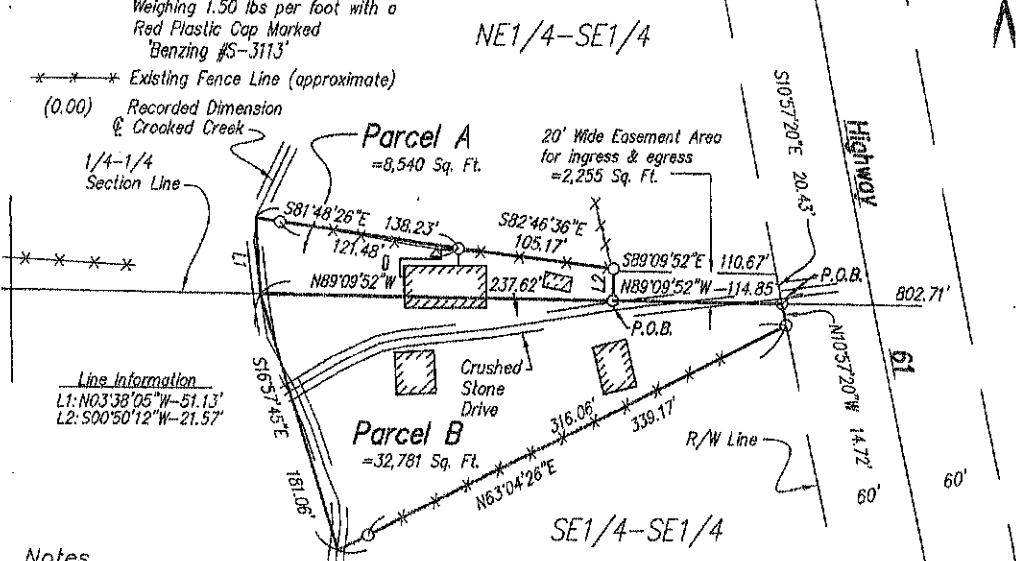 Weighing 1.50 lbs per foot with a
Red Plastic Cap Marked
'Benzing #S-3113'
Existing Fence Line (approximate)
(0.00) Recorded Dimension
℄ Crooked Creek
1/4-1/4
Section Line
NE1/4-SE1/4
Parcel A
=8,540 Sq. Ft.
20' Wide Easement Area
for ingress & egress
=2,255 Sq. Ft.
S10°57'20"E 20.43'
Highway
61
S81°48'26"E
138.23'
121.48'
S82°46'36"E
105.17'
S89°09'52"E 110.67'
N89°09'52"W-114.85
P.O.B.
802.71'
L1
L2
N89°09'52"W
237.62'
P.O.B.
Line Information
L1: N03°38'05"W-51.13'
L2: S00°50'12"W-21.57'
S16°57'45"E
181.06'
Crushed
Stone
Drive
Parcel B
=32,781 Sq. Ft.
316.06'
339.17'
N63°04'26"E
N10°57'20"W 14.72'
R/W Line
60'
60'
SE1/4-SE1/4
Notes